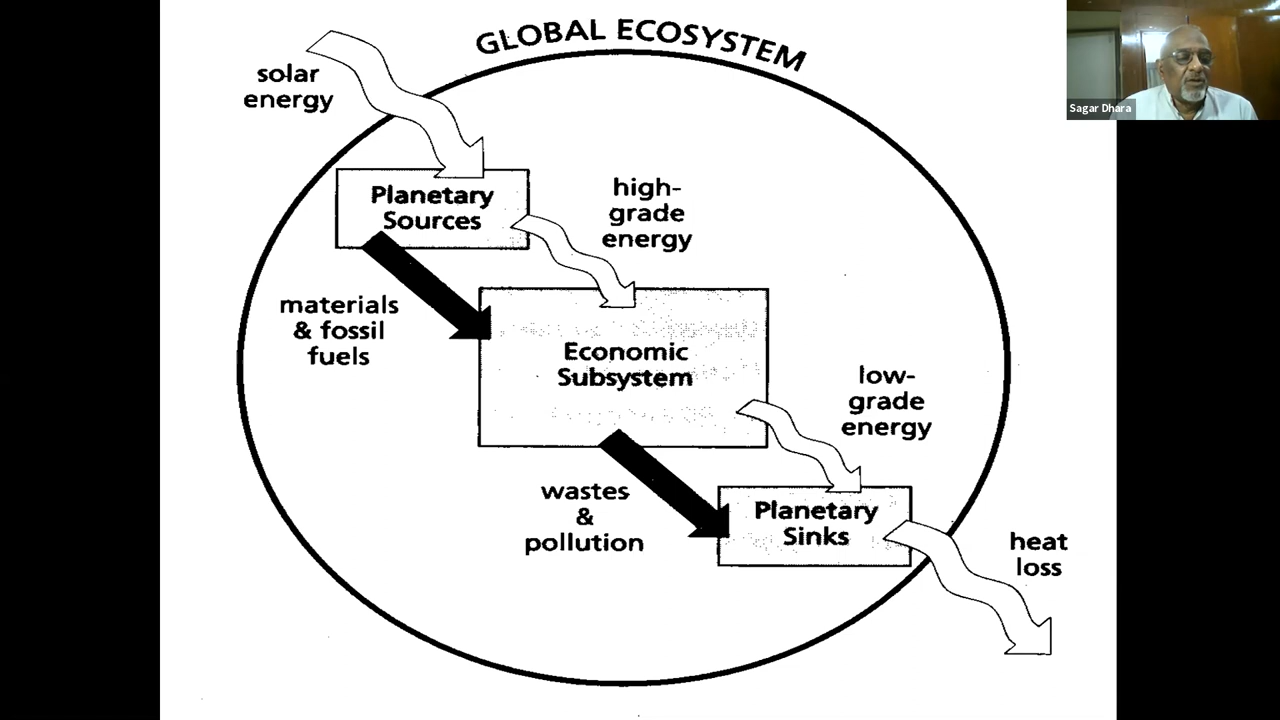 GLOBAL ECOSYSTEM
Sagar Dhara
solar
energy
Planetary
Sources
high-
grade
energy
materials
& fossil
fuels
Economic
Subsystem
low-
grade
energy
wastes
&
pollution
Planetary
Sinks
heat
loss